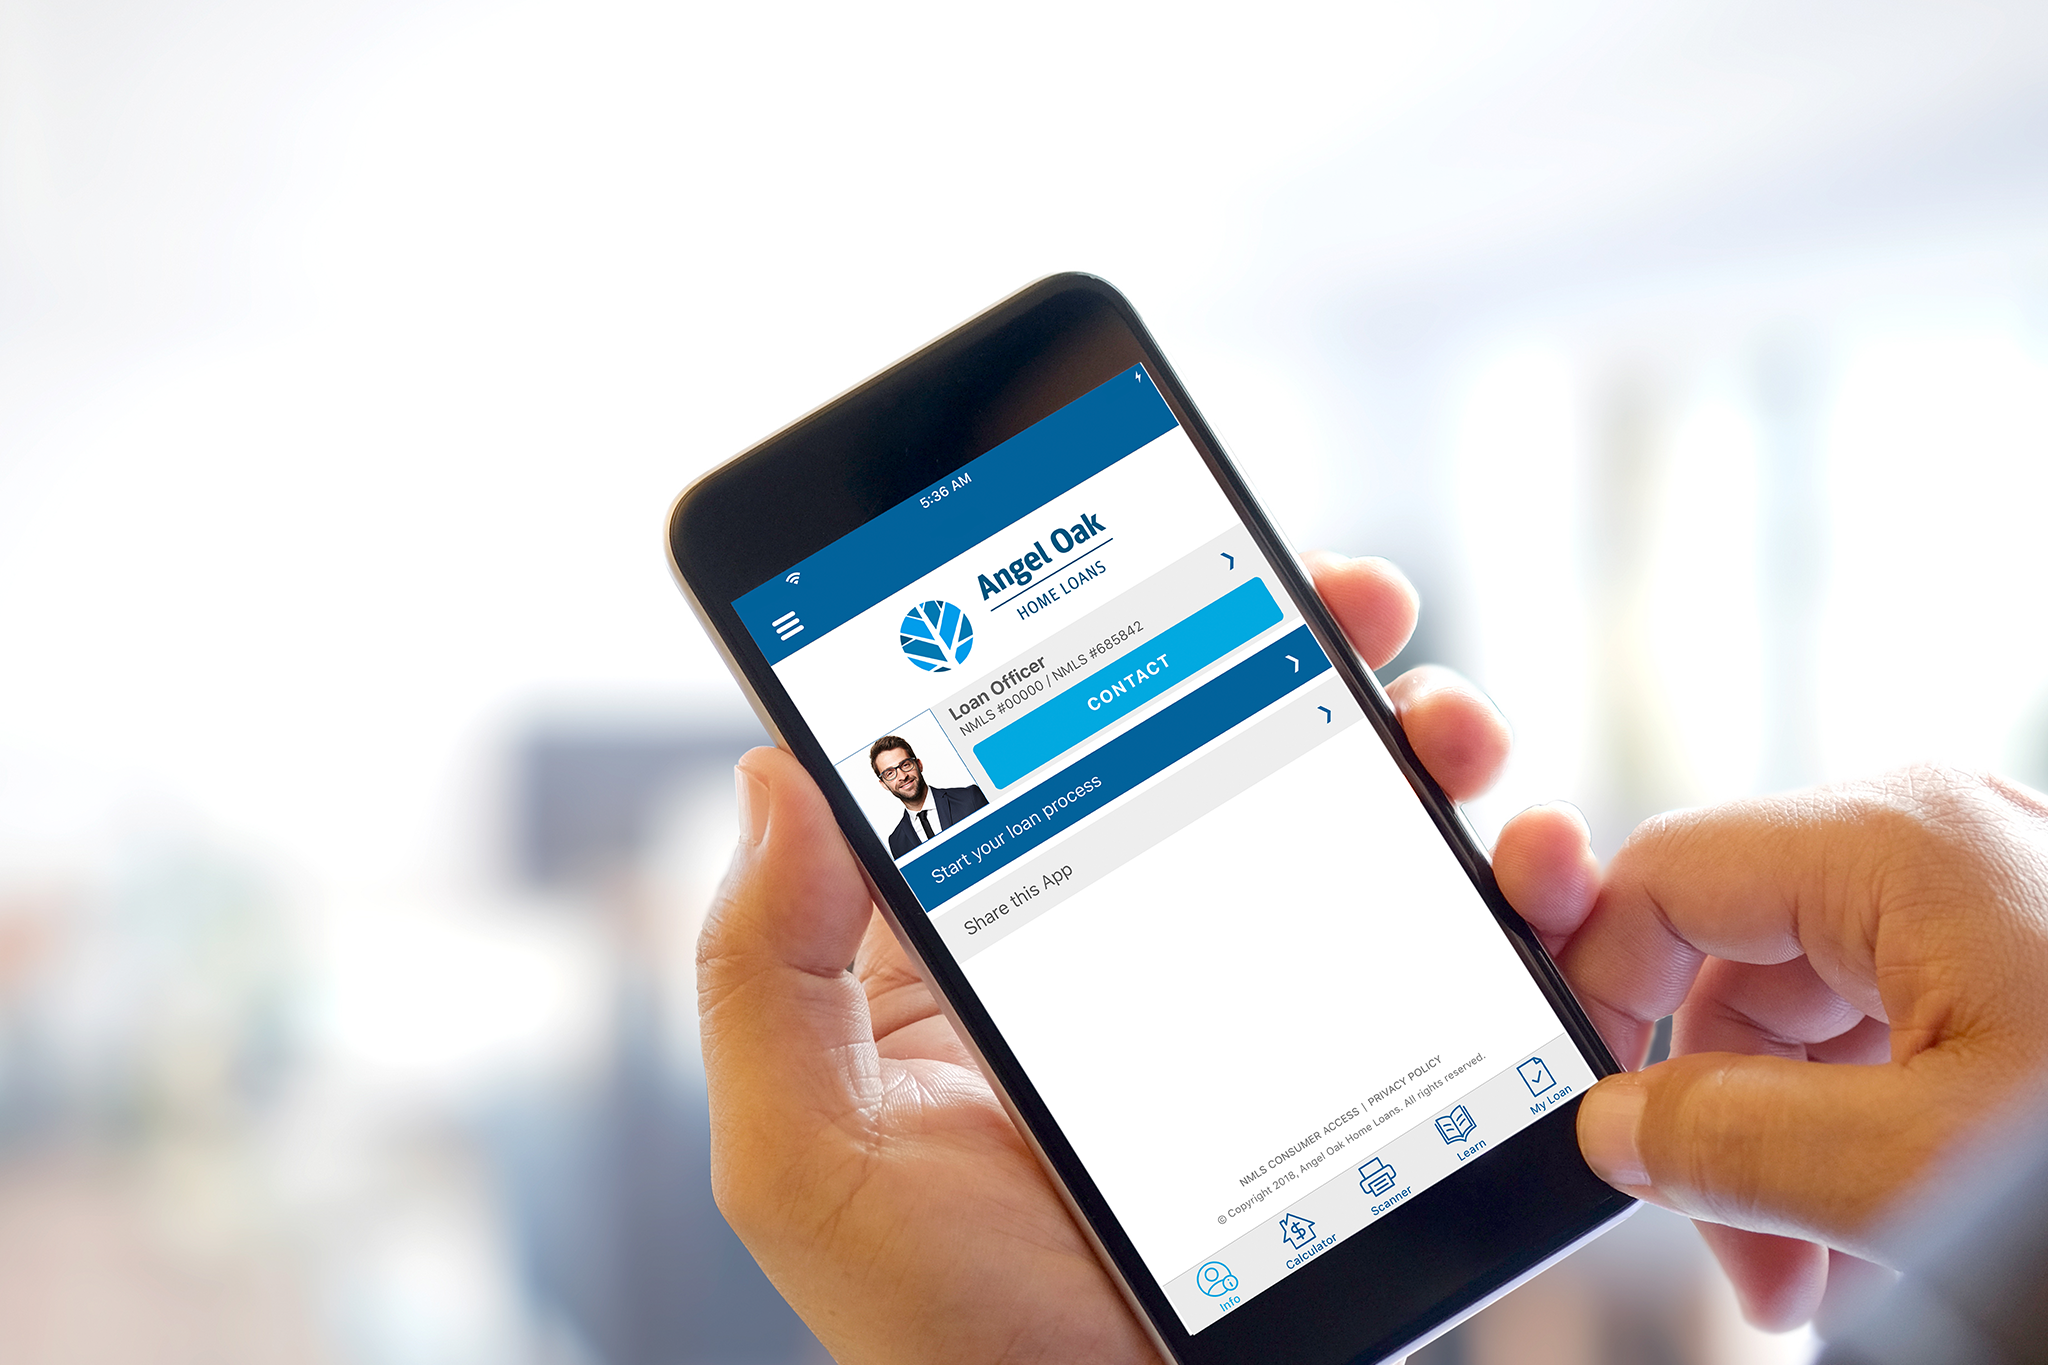 5:36 AM
Angel Oak
HOME LOANS
Loan Officer
NMLS #00000 / NMLS #685842
CONTACT
Start your loan process
Share this App
NMLS CONSUMER ACCESS | PRIVACY POLICY
© Copyright 2018, Angel Oak Home Loans. All rights reserved.
Info
Calculator
Scanner
Learn
My Loan